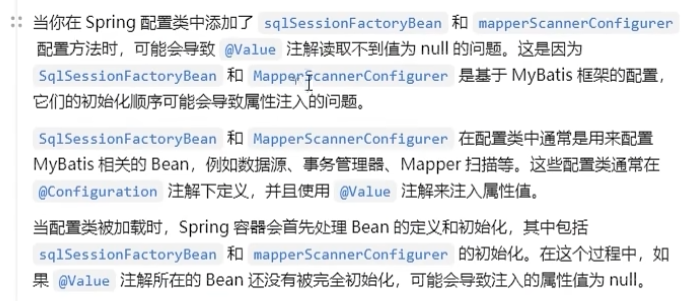 当你在 Spring 配置类中添加了 sqlSessionFactoryBean 和 mapperScannerConfigurer
配置方法时，可能会导致 @Value 注解读取不到值为 null 的问题。这是因为
SqlSessionFactoryBean 和 MapperScannerConfigurer 是基于 MyBatis 框架的配置，
它们的初始化顺序可能会导致属性注入的问题。
SqlSessionFactoryBean 和 MapperScannerConfigurer 在配置类中通常是用来配置
MyBatis 相关的 Bean，例如数据源、事务管理器、Mapper 扫描等。这些配置类通常在
@Configuration 注解下定义，并且使用 @Value 注解来注入属性值。
当配置类被加载时，Spring 容器会首先处理 Bean 的定义和初始化，其中包括
sqlSessionFactoryBean 和 mapperScannerConfigurer 的初始化。在这个过程中，如
果 @Value 注解所在的 Bean 还没有被完全初始化，可能会导致注入的属性值为 null。